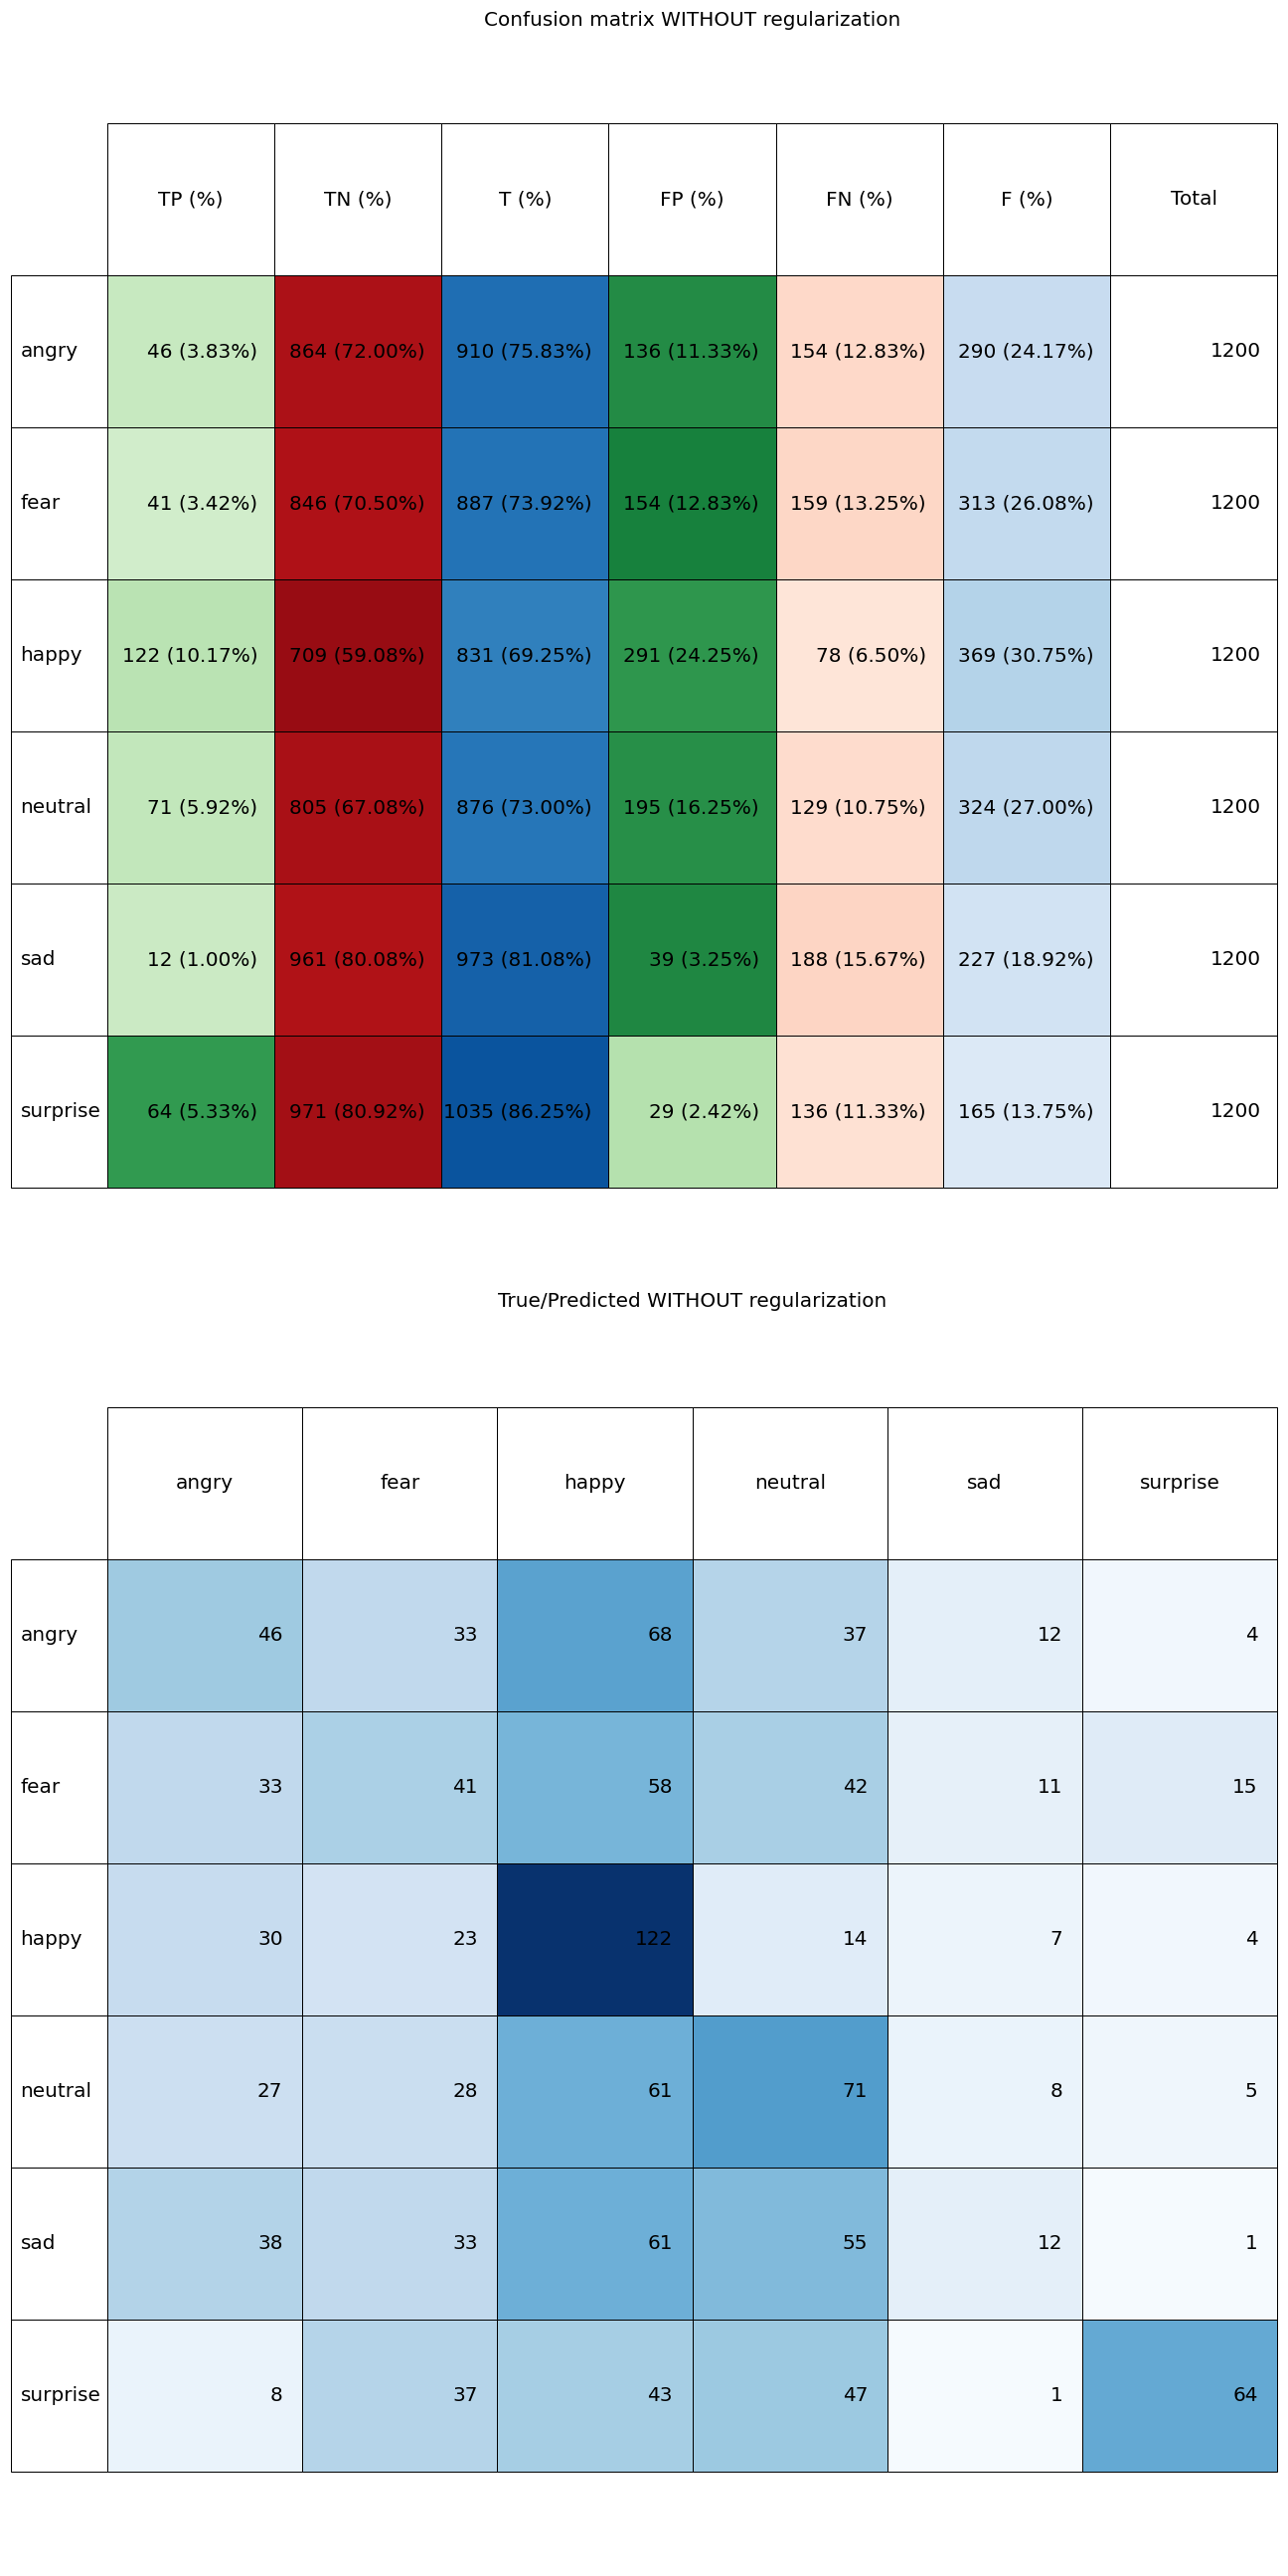 Confusion matrix WITHOUT regularization
TP (%) TN (%) T (%) FP (%) FN (%) F (%) Total
angry 46 (3.83%) 864 (72.00%) 910 (75.83%) 136 (11.33%) 154 (12.83%) 290 (24.17%) 1200
fear 41 (3.42%) 846 (70.50%) 887 (73.92%) 154 (12.83%) 159 (13.25%) 313 (26.08%) 1200
happy 122 (10.17%) 709 (59.08%) 831 (69.25%) 291 (24.25%) 78 (6.50%) 369 (30.75%) 1200
neutral 71 (5.92%) 805 (67.08%) 876 (73.00%) 195 (16.25%) 129 (10.75%) 324 (27.00%) 1200
sad 12 (1.00%) 961 (80.08%) 973 (81.08%) 39 (3.25%) 188 (15.67%) 227 (18.92%) 1200
surprise 64 (5.33%) 971 (80.92%) 1035 (86.25%) 29 (2.42%) 136 (11.33%) 165 (13.75%) 1200
True/Predicted WITHOUT regularization
angry fear happy neutral sad surprise
angry 46 33 68 37 12 4
fear 33 41 58 42 11 15
happy 30 23 122 14 7 4
neutral 27 28 61 71 8 5
sad 38 33 61 55 12 1
surprise 8 37 43 47 1 64